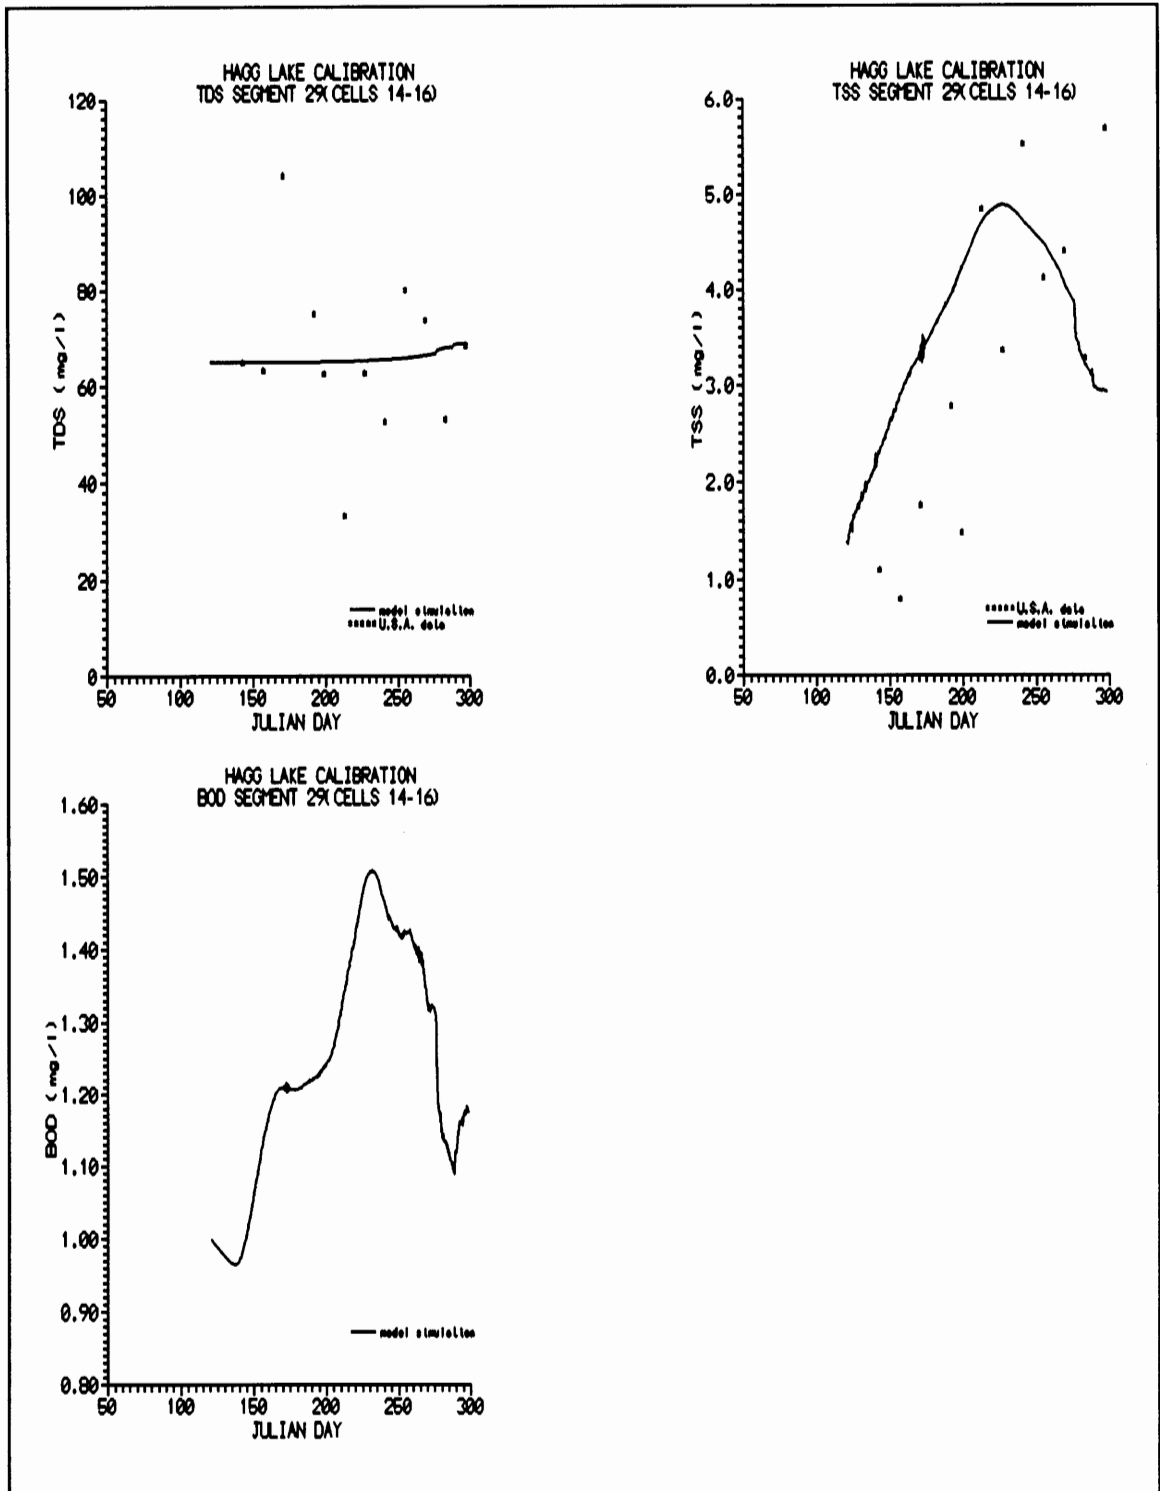 HAGG LAKE CALIBRATION
TDS SEGMENT 29(CELLS 14-16)
120
100
80
60
40
20
0
TDS (mg/l)
model simulation
U.S.A. data
50 100 150 200 250 300
JULIAN DAY
HAGG LAKE CALIBRATION
TSS SEGMENT 29(CELLS 14-16)
6.0
5.0
4.0
3.0
2.0
1.0
0.0
TSS (mg/l)
U.S.A. data
model simulation
50 100 150 200 250 300
JULIAN DAY
HAGG LAKE CALIBRATION
BOD SEGMENT 29(CELLS 14-16)
1.60
1.50
1.40
1.30
1.20
1.10
1.00
0.90
0.80
BOD (mg/l)
model simulation
50 100 150 200 250 300
JULIAN DAY